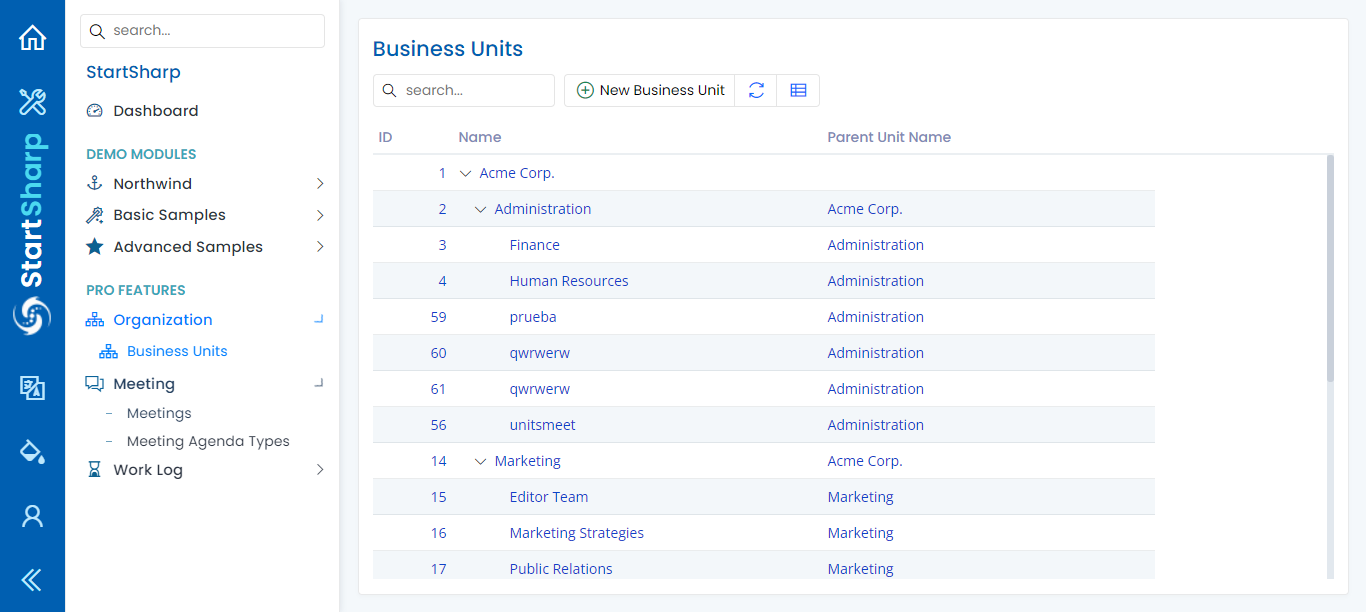 StartSharp
search...
StartSharp
Dashboard
DEMO MODULES
Northwind
Basic Samples
Advanced Samples
PRO FEATURES
Organization
Business Units
Meeting
Meetings
Meeting Agenda Types
Work Log
Business Units
search...
New Business Unit
ID Name Parent Unit Name
1 Acme Corp.
2 Administration Acme Corp.
3 Finance Administration
4 Human Resources Administration
59 prueba Administration
60 qwrwerw Administration
61 qwrwerw Administration
56 unitsmeet Administration
14 Marketing Acme Corp.
15 Editor Team Marketing
16 Marketing Strategies Marketing
17 Public Relations Marketing